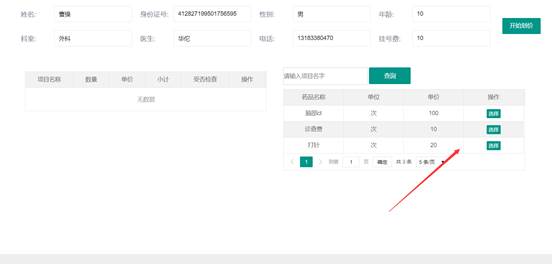 姓名: 曹操 身份证号: 412827199501756595 性别: 男 年龄: 10
开始划价
科室: 外科 医生: 华佗 电话: 13183380470 挂号费: 10
请输入项目名字 查询
项目名称 数量 单价 小计 是否检查 操作
无数据
药品名称 单位 单价 操作
脑部ct 次 100 选择
诊查费 次 10 选择
打针 次 20 选择
1 到第 1 页 确定 共 3 条 5 条/页